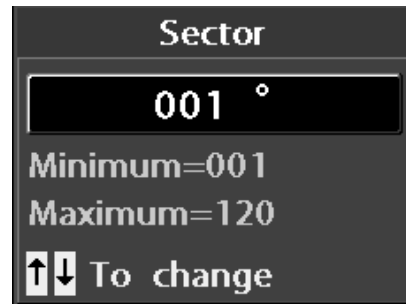 Sector
001 °
Minimum=001
Maximum=120
↑↓ To change